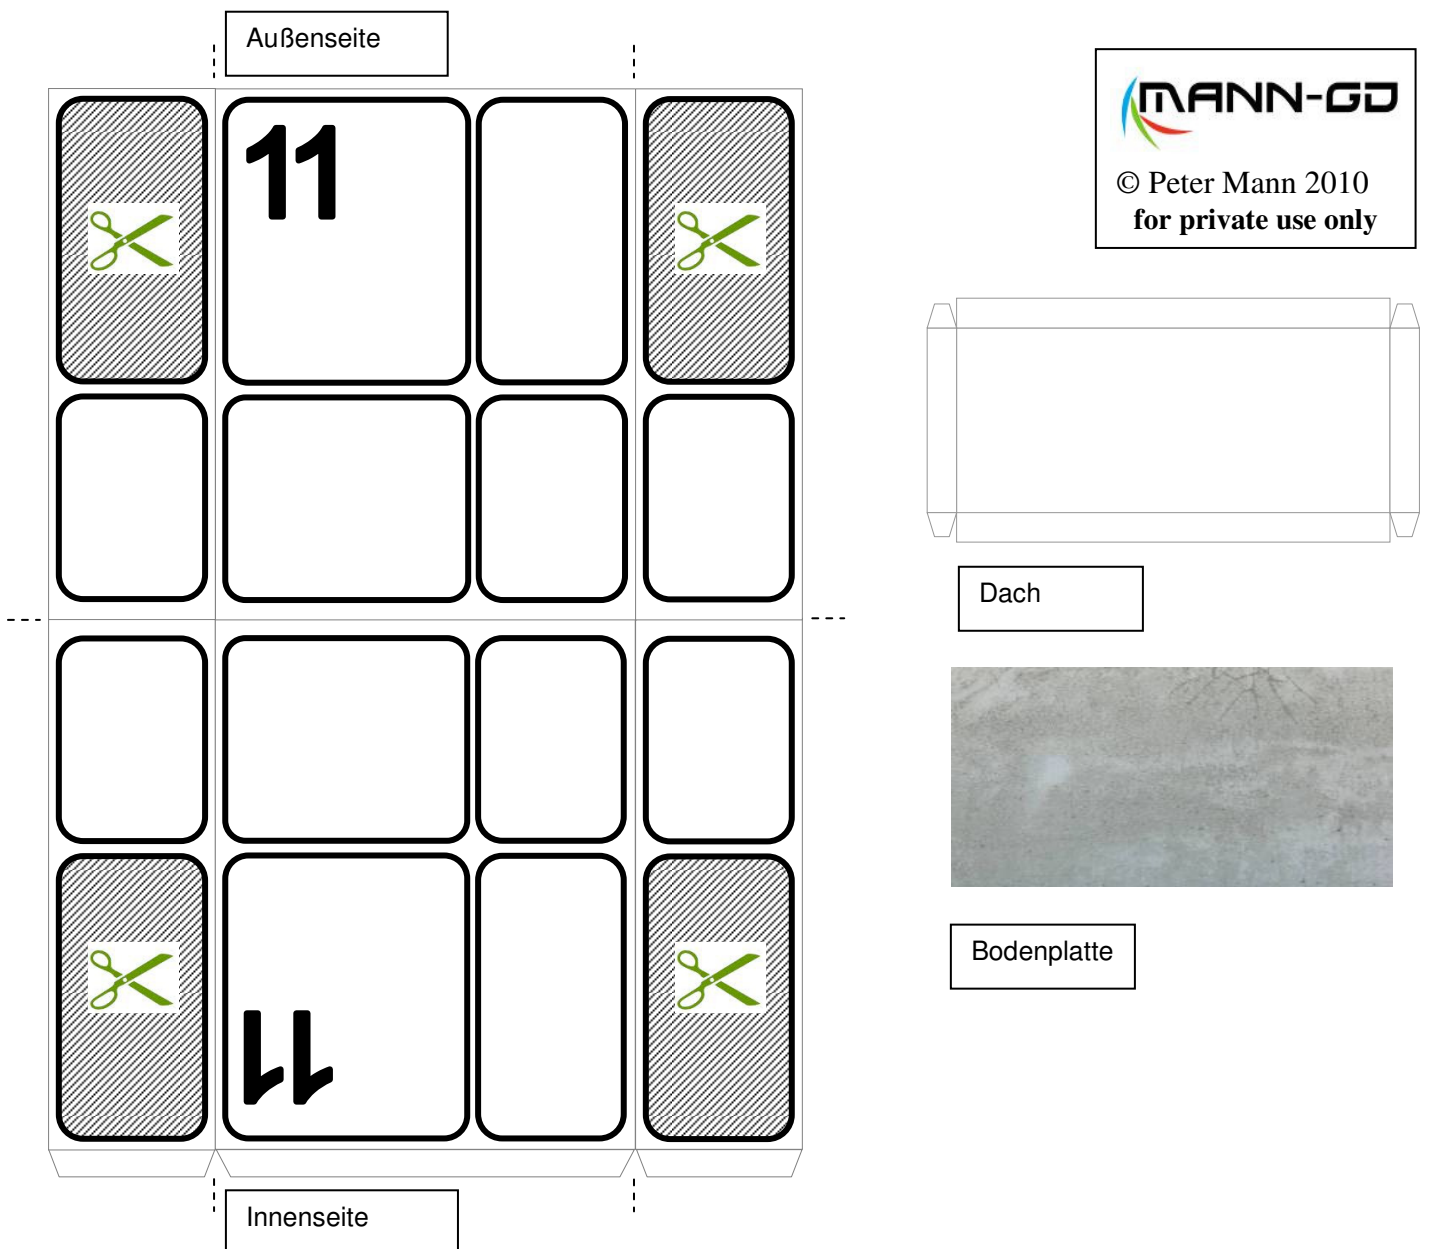 Außenseite
11
MANN-GD
© Peter Mann 2010
for private use only
Dach
Bodenplatte
11
Innenseite